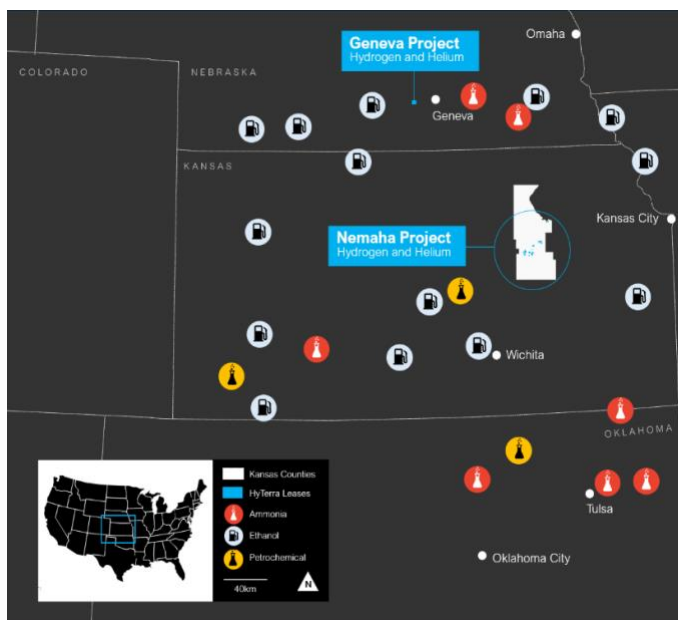 Geneva Project
Hydrogen and Helium
Omaha
COLORADO
NEBRASKA
Geneva
KANSAS
Kansas City
Nemaha Project
Hydrogen and Helium
Wichita
OKLAHOMA
Tulsa
Oklahoma City
Kansas Counties
HyTerra Leases
Ammonia
Ethanol
Petrochemical
40km
N